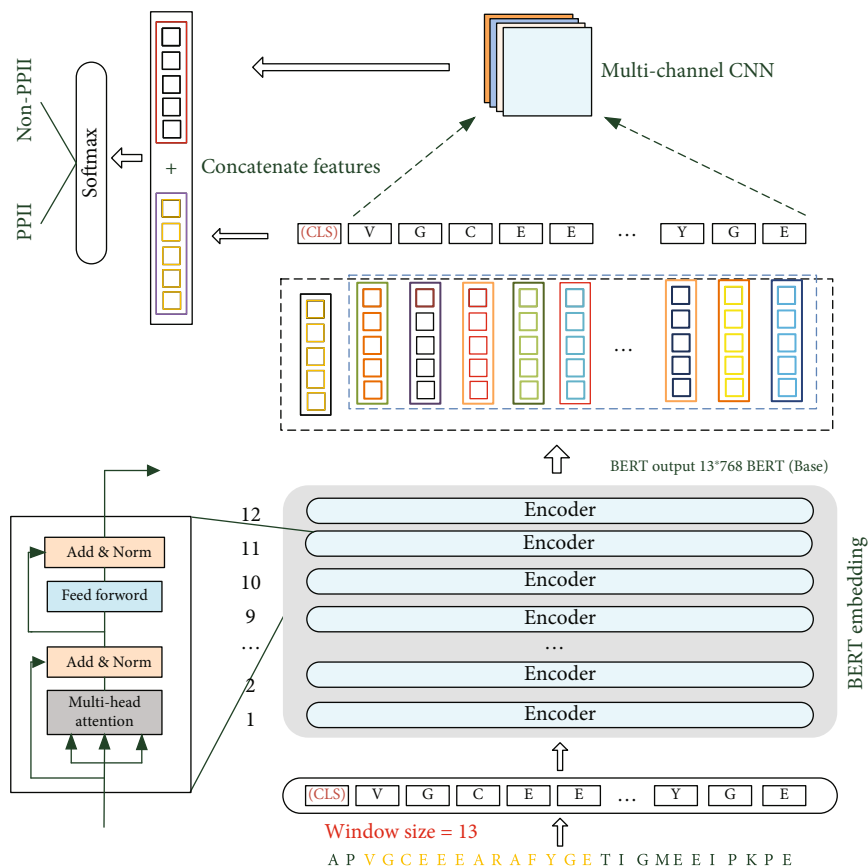 Non-PPII
PPII
Softmax
+
Concatenate features
Multi-channel CNN
(CLS) V G C E E ... Y G E
...
BERT output 13*768 BERT (Base)
12 Encoder
11 Encoder
10 Encoder
9 Encoder
... ...
2 Encoder
1 Encoder
BERT embedding
Add & Norm
Feed forword
Add & Norm
Multi-head
attention
(CLS) V G C E E ... Y G E
Window size = 13
A P V G C E E E A R A F Y G E T I G M E E I P K P E